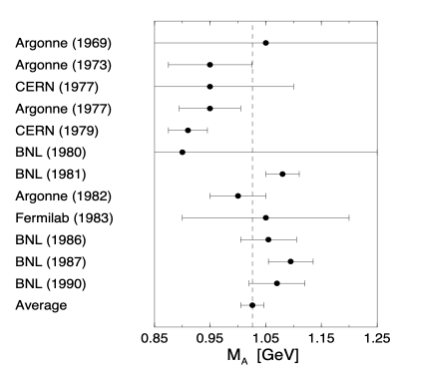 Argonne (1969)
Argonne (1973)
CERN (1977)
Argonne (1977)
CERN (1979)
BNL (1980)
BNL (1981)
Argonne (1982)
Fermilab (1983)
BNL (1986)
BNL (1987)
BNL (1990)
Average
0.85 0.95 1.05 1.15 1.25
M_A [GeV]